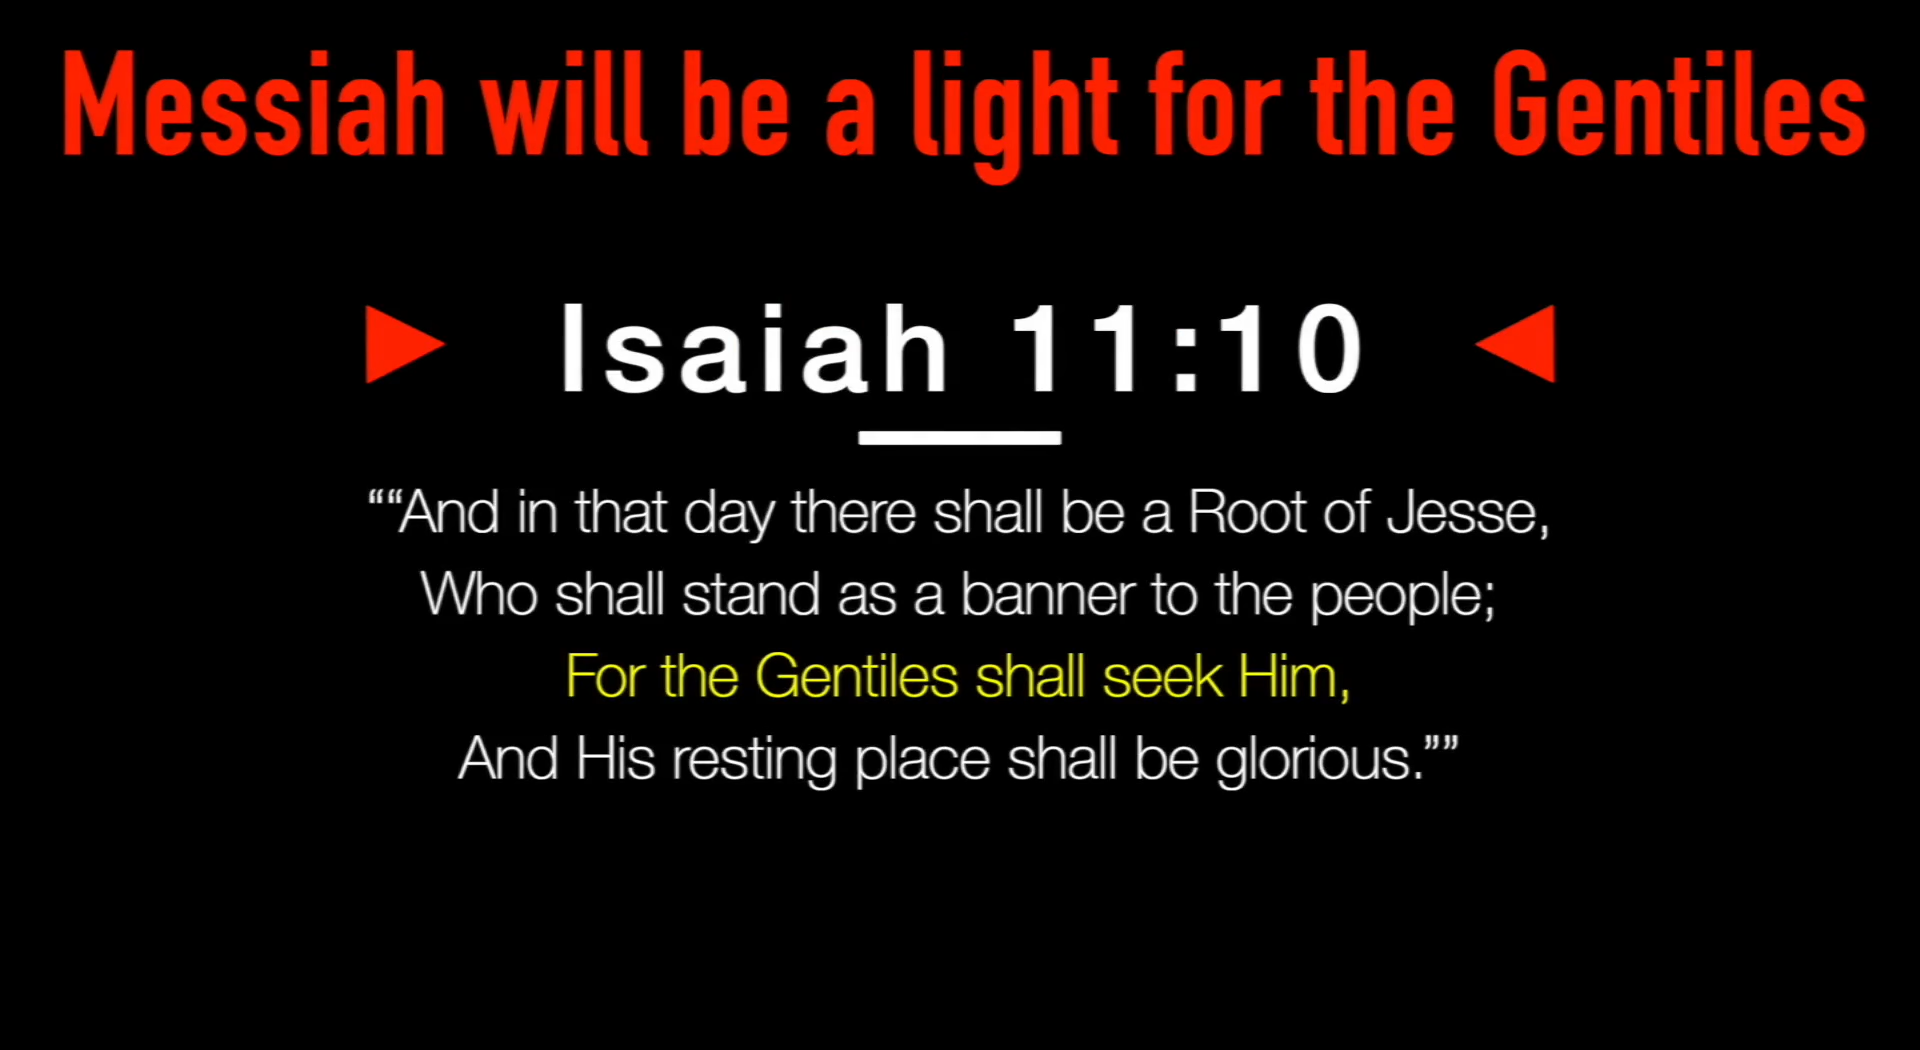 Messiah will be a light for the Gentiles
Isaiah 11:10
““And in that day there shall be a Root of Jesse,
Who shall stand as a banner to the people;
For the Gentiles shall seek Him,
And His resting place shall be glorious.””